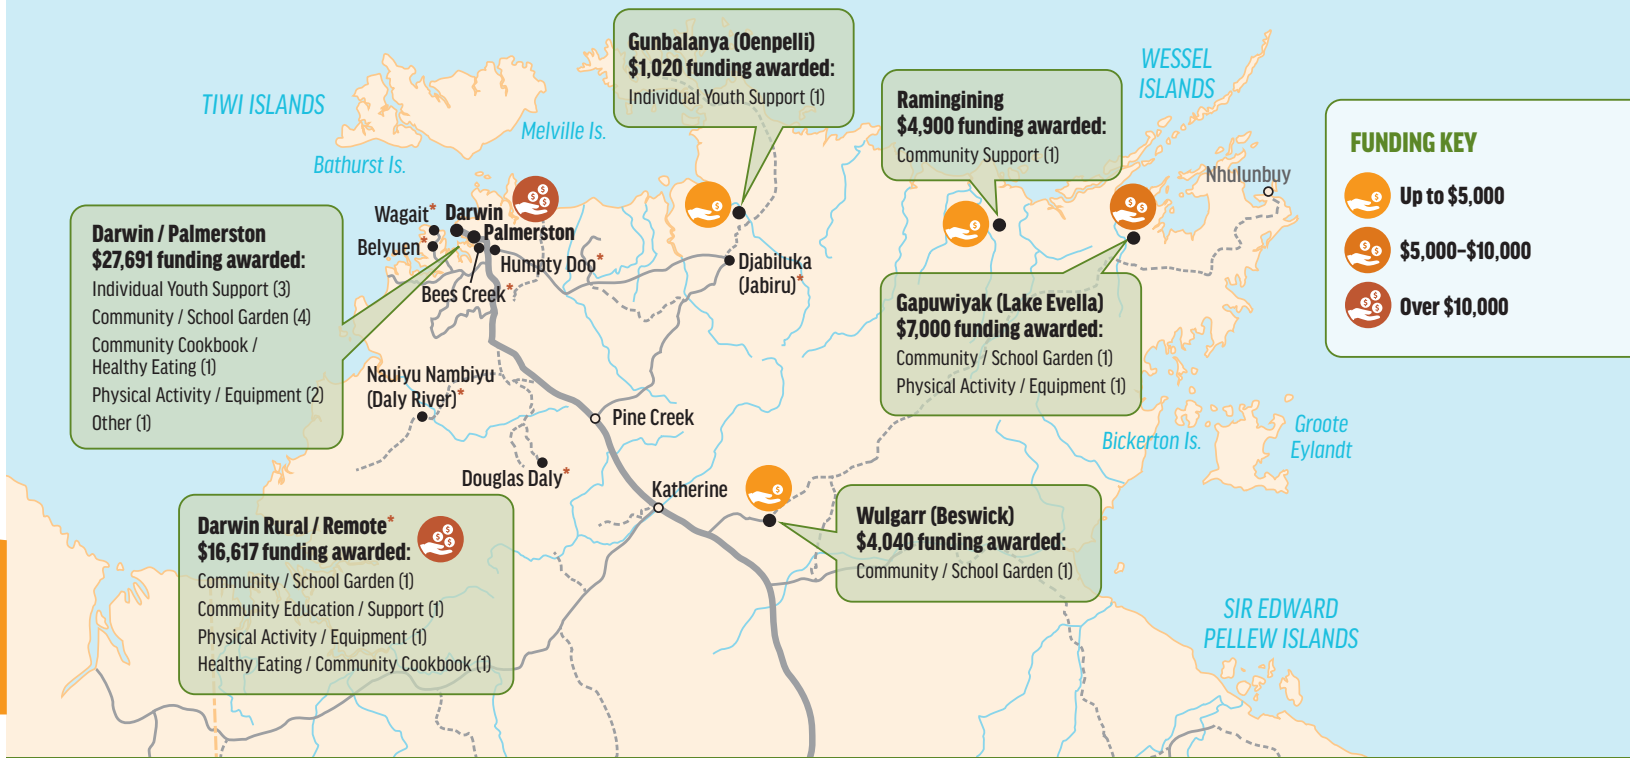 Gunbalanya (Oenpelli)
$1,020 funding awarded:
Individual Youth Support (1)
WESSEL
ISLANDS
Ramingining
$4,900 funding awarded:
Community Support (1)
TIWI ISLANDS
Melville Is.
Bathurst Is.
FUNDING KEY
Up to $5,000
$5,000–$10,000
Over $10,000
Nhulunbuy
Wagait*
Darwin
Palmerston
Belyuen*
Humpty Doo*
Bees Creek*
Djabiluka
(Jabiru)*
Darwin / Palmerston
$27,691 funding awarded:
Individual Youth Support (3)
Community / School Garden (4)
Community Cookbook /
Healthy Eating (1)
Physical Activity / Equipment (2)
Other (1)
Gapuwiyak (Lake Evella)
$7,000 funding awarded:
Community / School Garden (1)
Physical Activity / Equipment (1)
Nauiyu Nambiyu
(Daly River)*
Pine Creek
Bickerton Is.
Groote
Eylandt
Douglas Daly*
Katherine
Darwin Rural / Remote*
$16,617 funding awarded:
Community / School Garden (1)
Community Education / Support (1)
Physical Activity / Equipment (1)
Healthy Eating / Community Cookbook (1)
Wulgarr (Beswick)
$4,040 funding awarded:
Community / School Garden (1)
SIR EDWARD
PELLEW ISLANDS